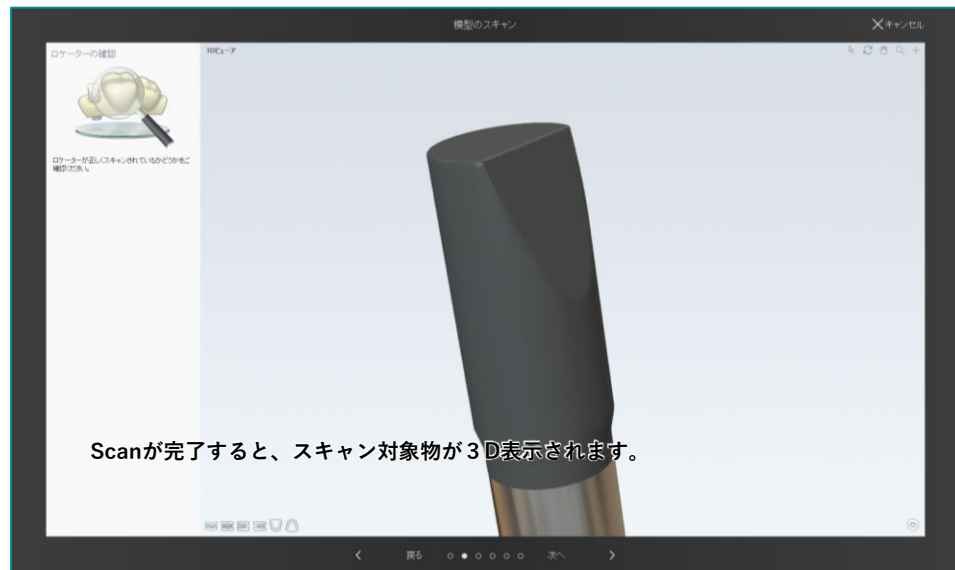 模型のスキャン
キャンセル
ロケーターの確認
3Dビューア
ロケーターが正しくスキャンされているかどうかをご
確認ください。
Scanが完了すると、スキャン対象物が３D表示されます。
戻る
次へ